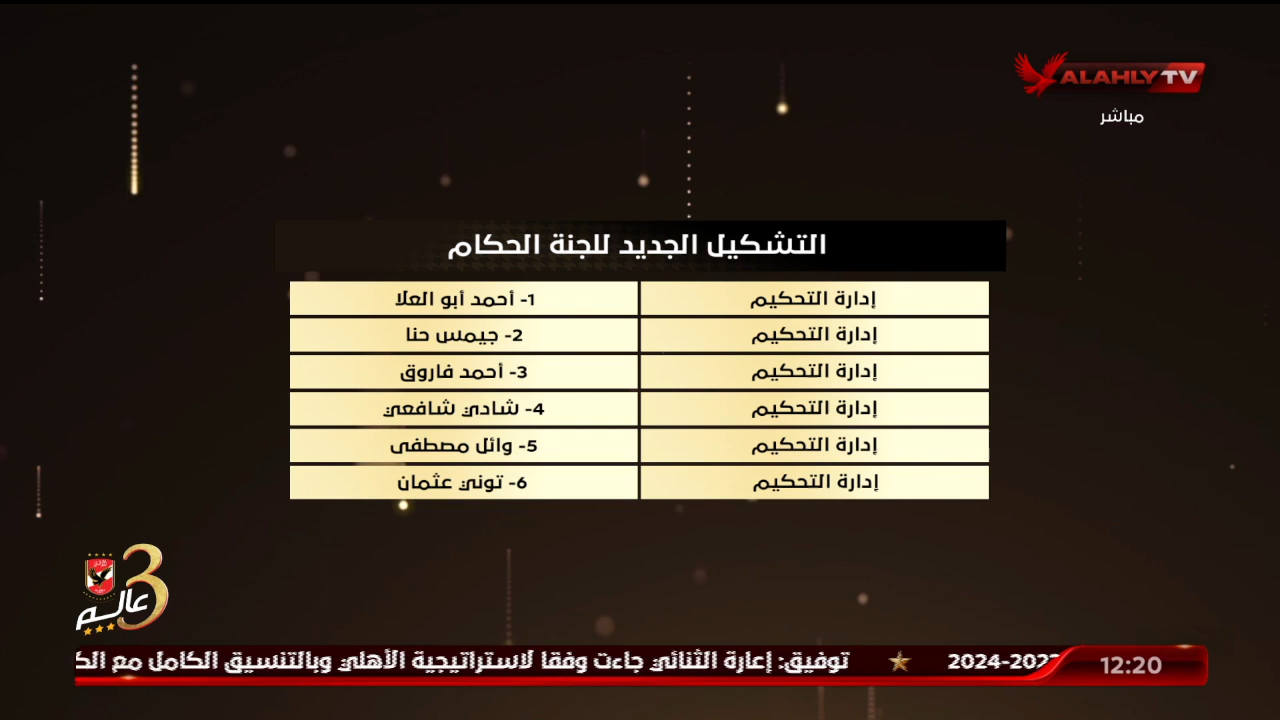 ALAHLY TV
مباشر
التشكيل الجديد للجنة الحكام
إدارة التحكيم 1- أحمد أبو العلا
إدارة التحكيم 2- جيمس حنا
إدارة التحكيم 3- أحمد فاروق
إدارة التحكيم 4- شادي شافعي
إدارة التحكيم 5- وائل مصطفى
إدارة التحكيم 6- توني عثمان
3 عالم
12:20 2024-202 ★ توفيق: إعارة الثنائي جاءت وفقا لاستراتيجية الأهلي وبالتنسيق الكامل مع